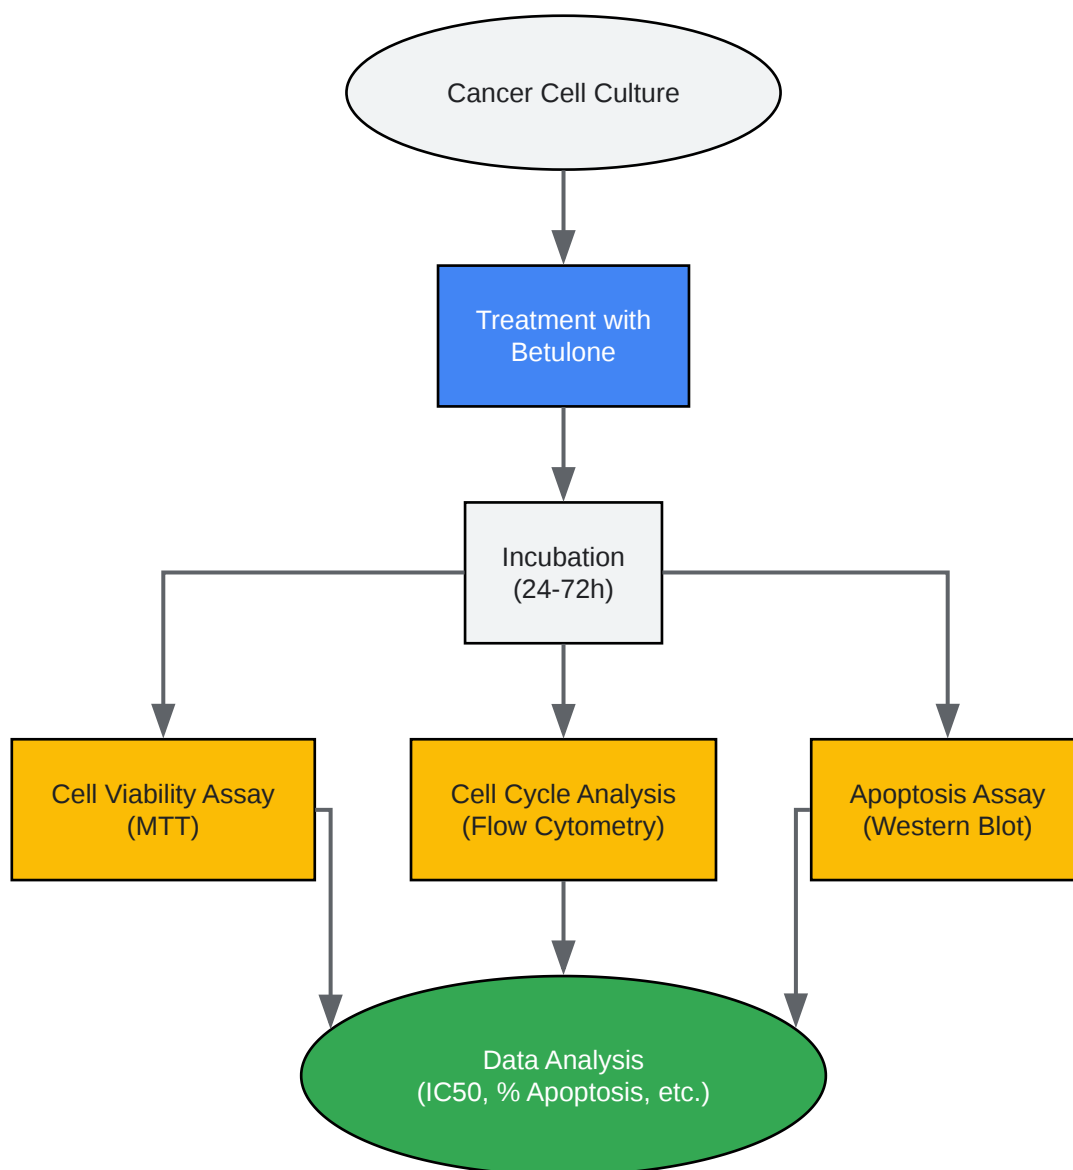 Cancer Cell Culture
Treatment with
Betulone
Incubation
(24-72h)
Cell Viability Assay
(MTT)
Cell Cycle Analysis
(Flow Cytometry)
Apoptosis Assay
(Western Blot)
Data Analysis
(IC50, % Apoptosis, etc.)